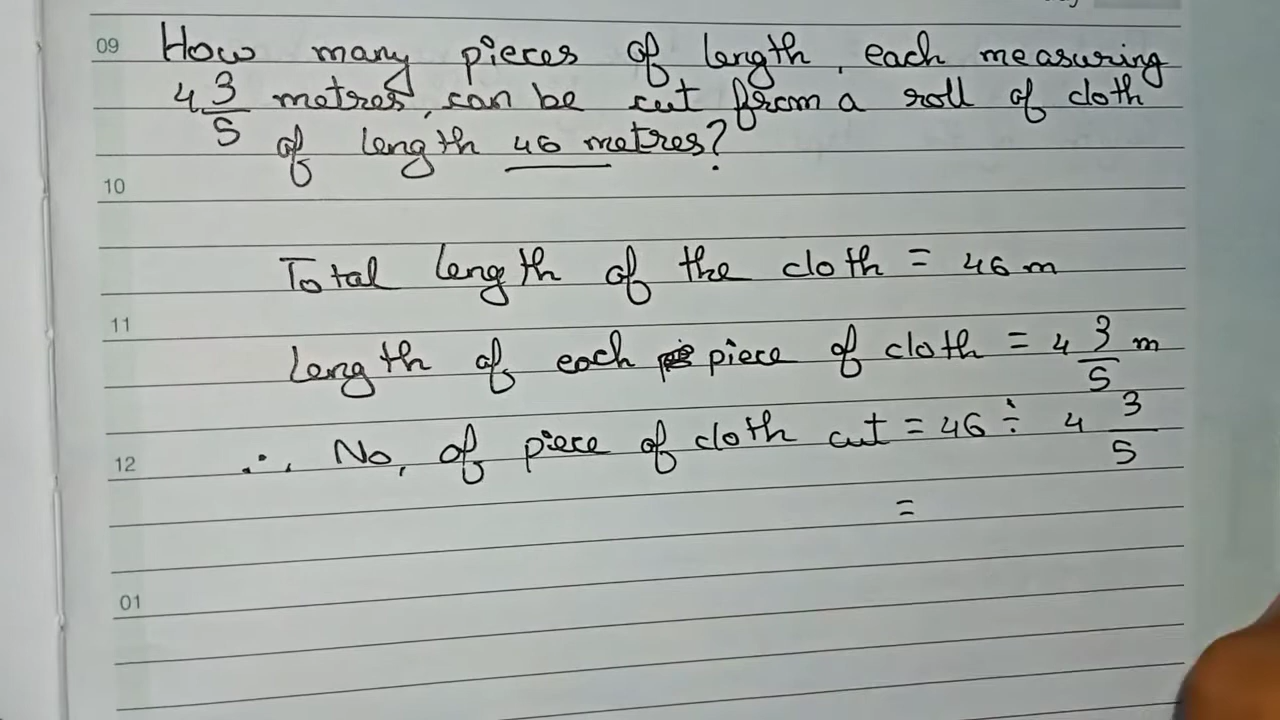 09 How many pieces of length, each measuring
4 3/5 metres, can be cut from a roll of cloth
of length 46 metres?
10
Total length of the cloth = 46 m
11
Length of each piece of cloth = 4 3/5 m
12 ∴ No, of piece of cloth cut = 46 ÷ 4 3/5
=
01